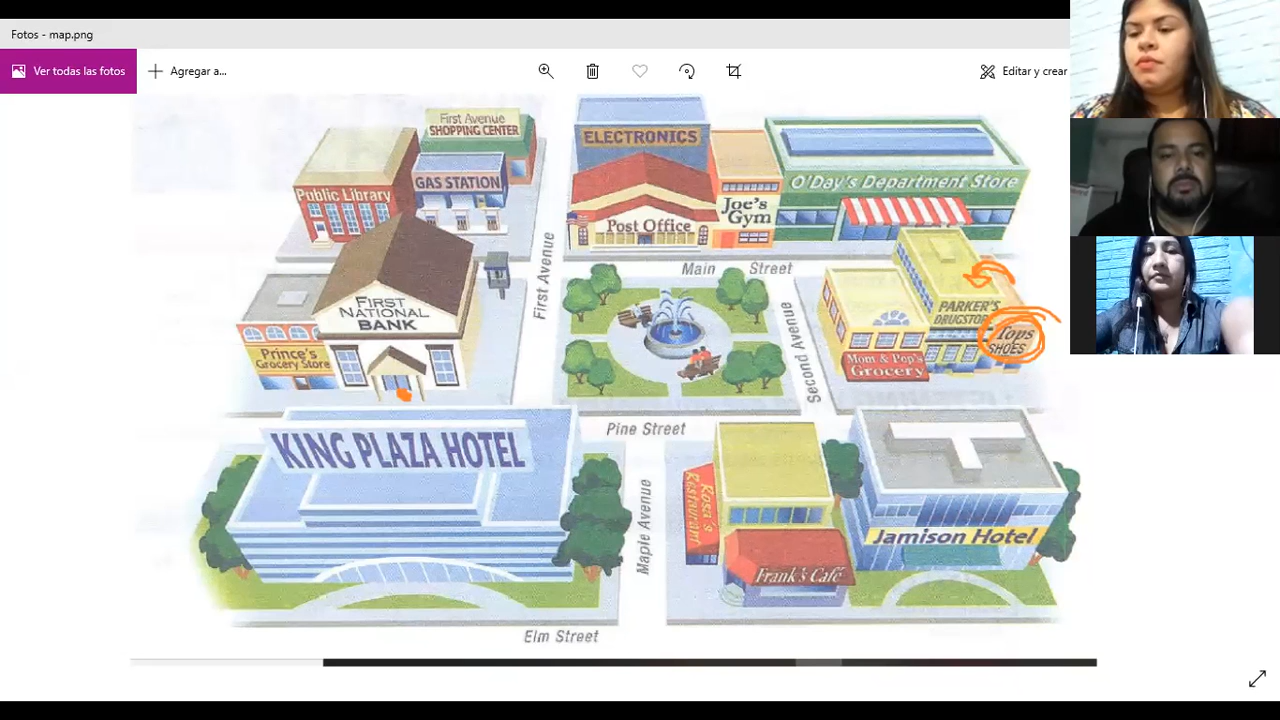 Fotos - map.png
Ver todas las fotos
Agregar a...
Editar y crear
First Avenue
SHOPPING CENTER
ELECTRONICS
GAS STATION
Public Library
O'Day's Department Store
Joe's
Gym
Post Office
Main Street
First Avenue
FIRST
NATIONAL
BANK
PARKER'S
DRUGSTORE
Tops
SHOES
Prince's
Grocery Store
Second Avenue
Mom & Pop's
Grocery
Pine Street
KING PLAZA HOTEL
Rosa's
Restaurant
Maple Avenue
Jamison Hotel
Frank's Café
Elm Street